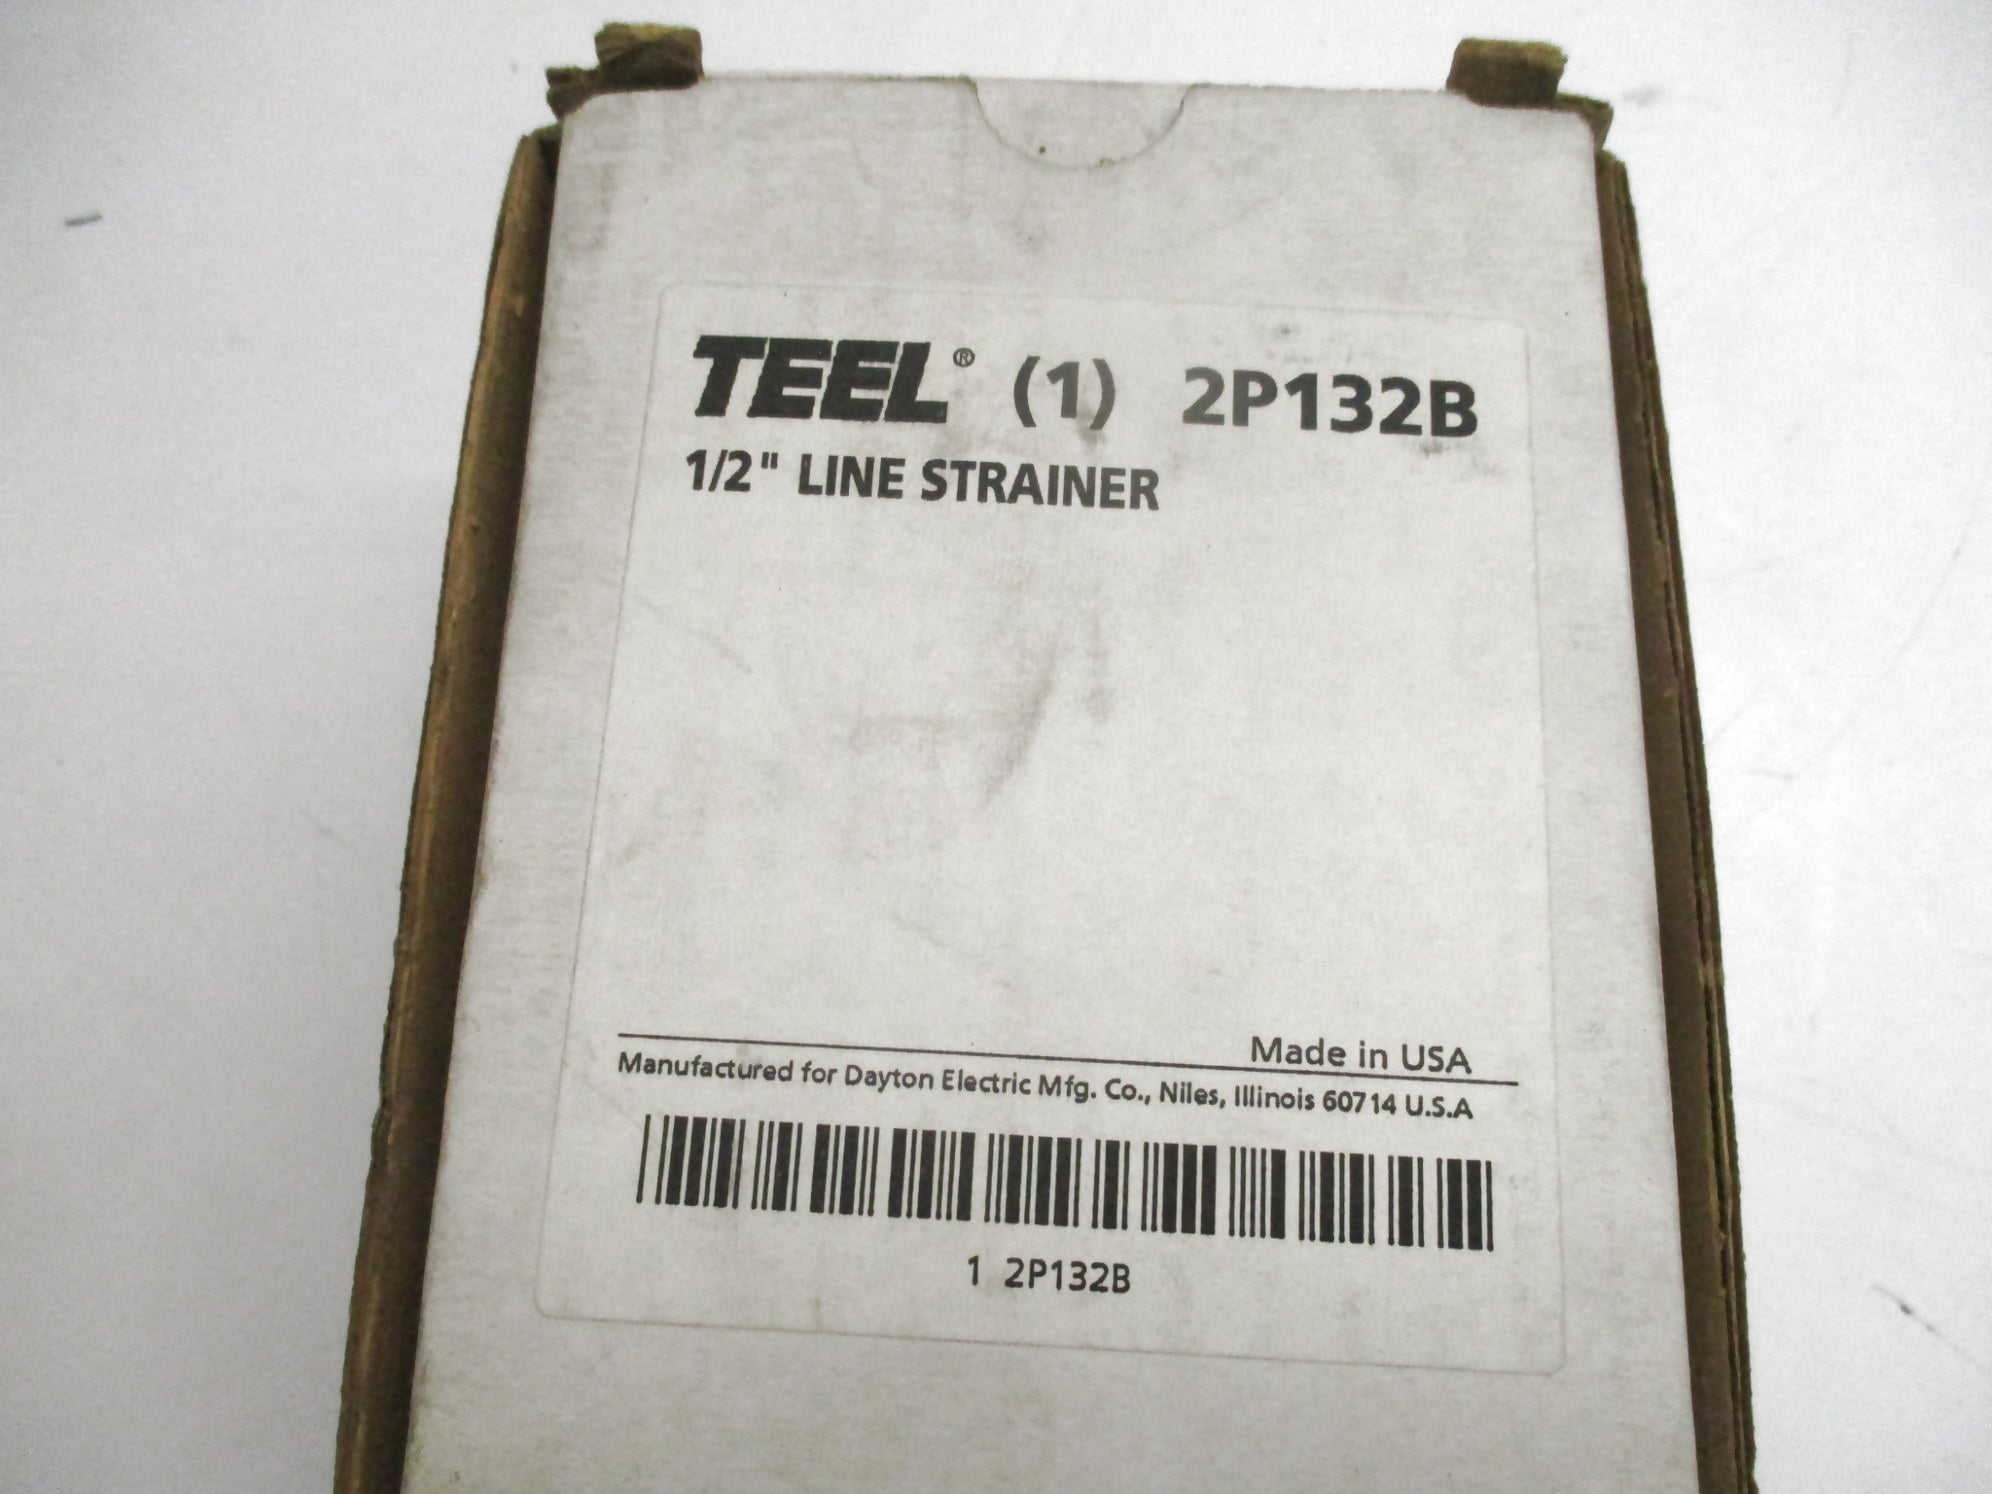 TEEL® (1) 2P132B
1/2" LINE STRAINER
Made in USA
Manufactured for Dayton Electric Mfg. Co., Niles, Illinois 60714 U.S.A
1 2P132B